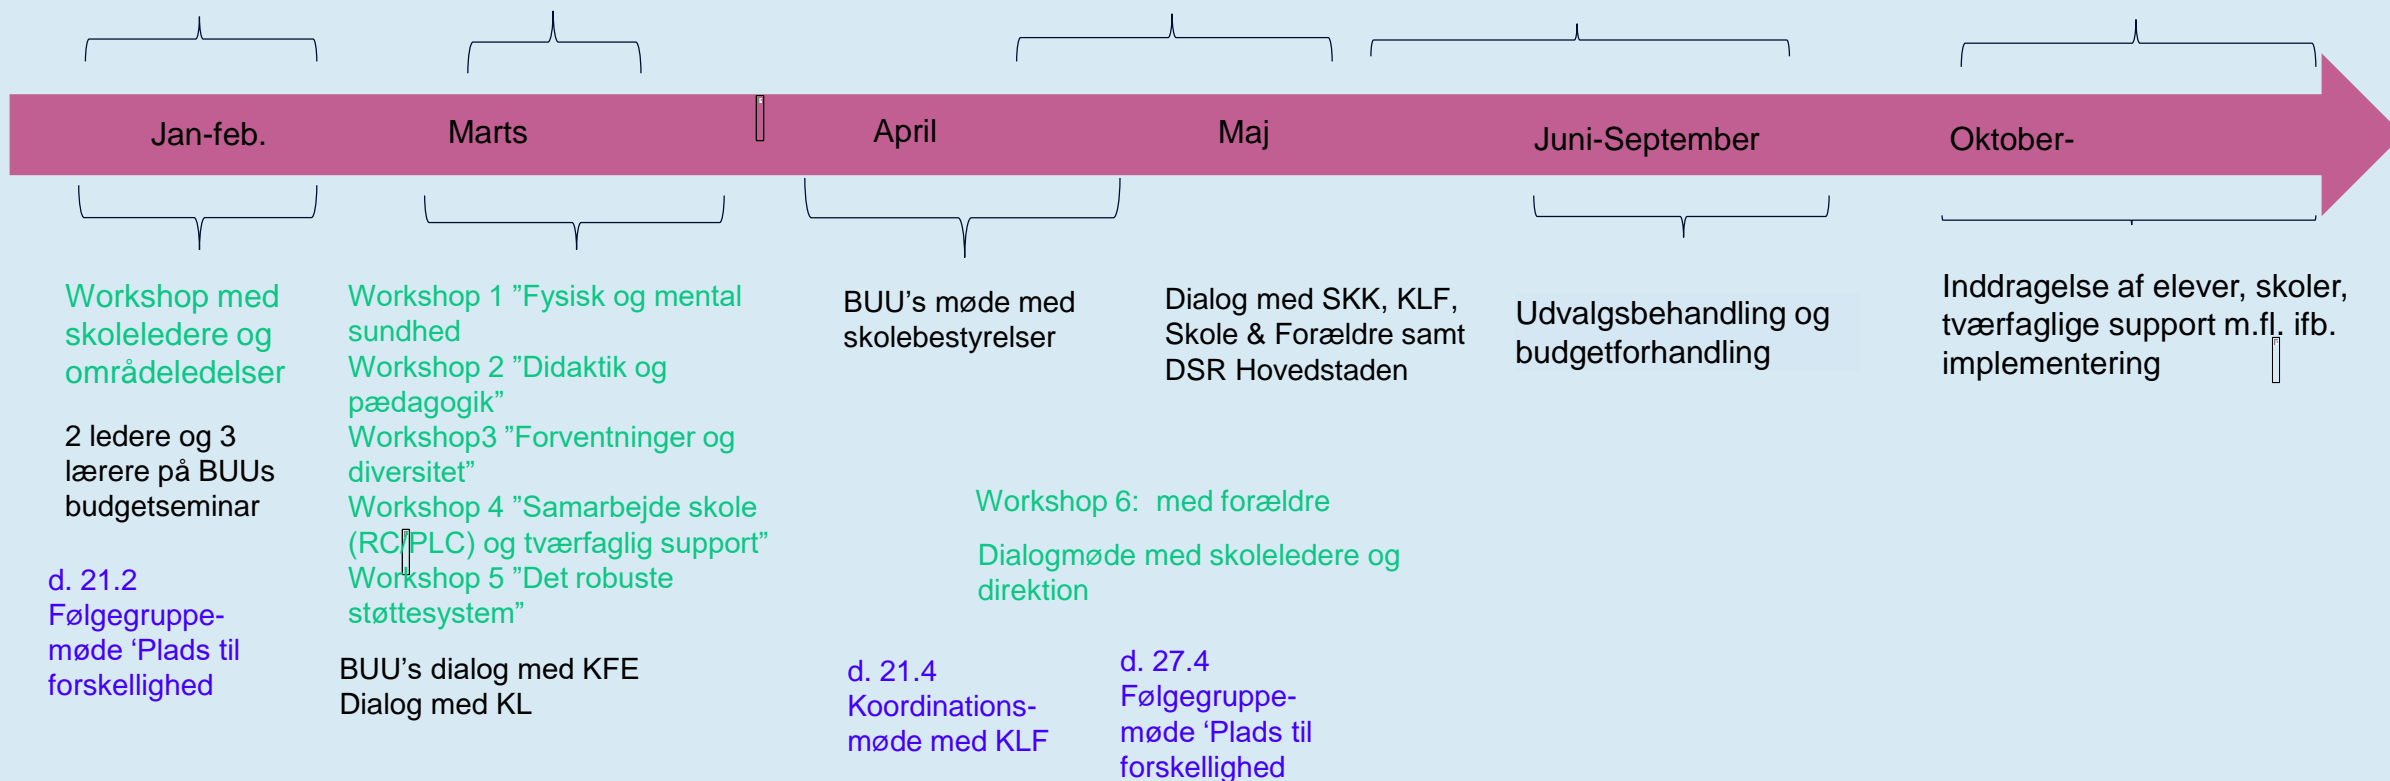 Jan-feb.
Marts
April
Maj
Juni-September
Oktober-
Workshop med
skoleledere og
områdeledelser
2 ledere og 3
lærere på BUUs
budgetseminar
d. 21.2
Følgegruppe-
møde ‘Plads til
forskellighed
Workshop 1 ”Fysisk og mental
sundhed
Workshop 2 ”Didaktik og
pædagogik”
Workshop3 ”Forventninger og
diversitet”
Workshop 4 ”Samarbejde skole
(RC/PLC) og tværfaglig support”
Workshop 5 ”Det robuste
støttesystem”
BUU’s dialog med KFE
Dialog med KL
BUU’s møde med
skolebestyrelser
Dialog med SKK, KLF,
Skole & Forældre samt
DSR Hovedstaden
Workshop 6:  med forældre
Dialogmøde med skoleledere og
direktion
d. 21.4
Koordinations-
møde med KLF
d. 27.4
Følgegruppe-
møde ‘Plads til
forskellighed
Udvalgsbehandling og
budgetforhandling
Inddragelse af elever, skoler,
tværfaglige support m.fl. ifb.
implementering